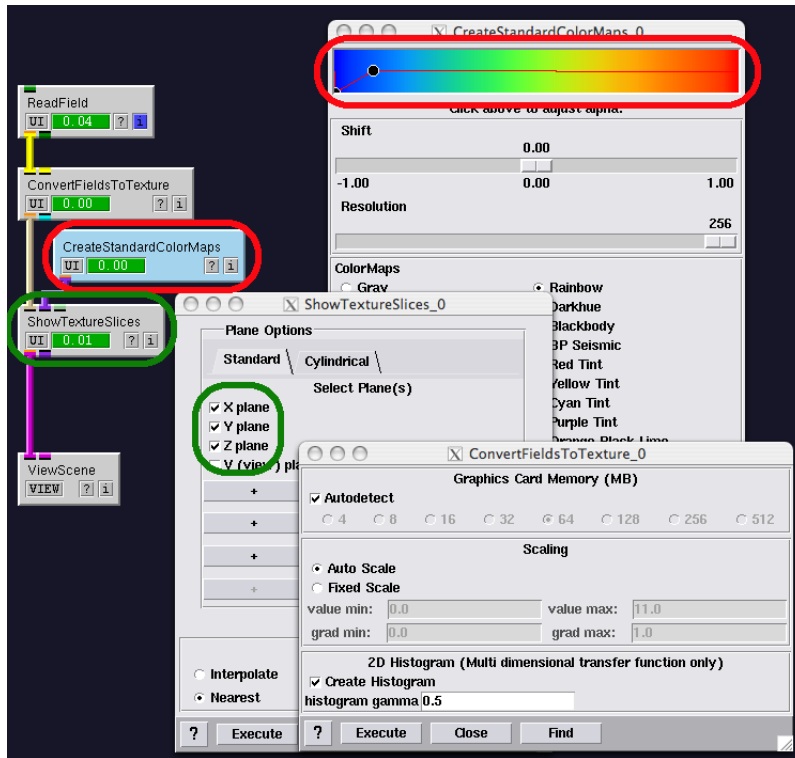 CreateStandardColorMaps_0
ReadField
UI 0.04 ? i
ConvertFieldsToTexture
UI 0.00 ? i
CreateStandardColorMaps
UI 0.00 ? i
ShowTextureSlices
UI 0.01 ? i
ViewScene
VIEW ? i
Click above to adjust alpha.
Shift
0.00
-1.00 0.00 1.00
Resolution
256
ColorMaps
Gray Rainbow
Darkhue
Blackbody
BP Seismic
Red Tint
Yellow Tint
Cyan Tint
Purple Tint
Orange Black Lime
ShowTextureSlices_0
Plane Options
Standard Cylindrical
Select Plane(s)
X plane
Y plane
Z plane
V (view) pla
+
+
+
+
Interpolate
Nearest
? Execute
ConvertFieldsToTexture_0
Graphics Card Memory (MB)
Autodetect
4 8 16 32 64 128 256 512
Scaling
Auto Scale
Fixed Scale
value min: 0.0 value max: 11.0
grad min: 0.0 grad max: 1.0
2D Histogram (Multi dimensional transfer function only)
Create Histogram
histogram gamma 0.5
? Execute Close Find